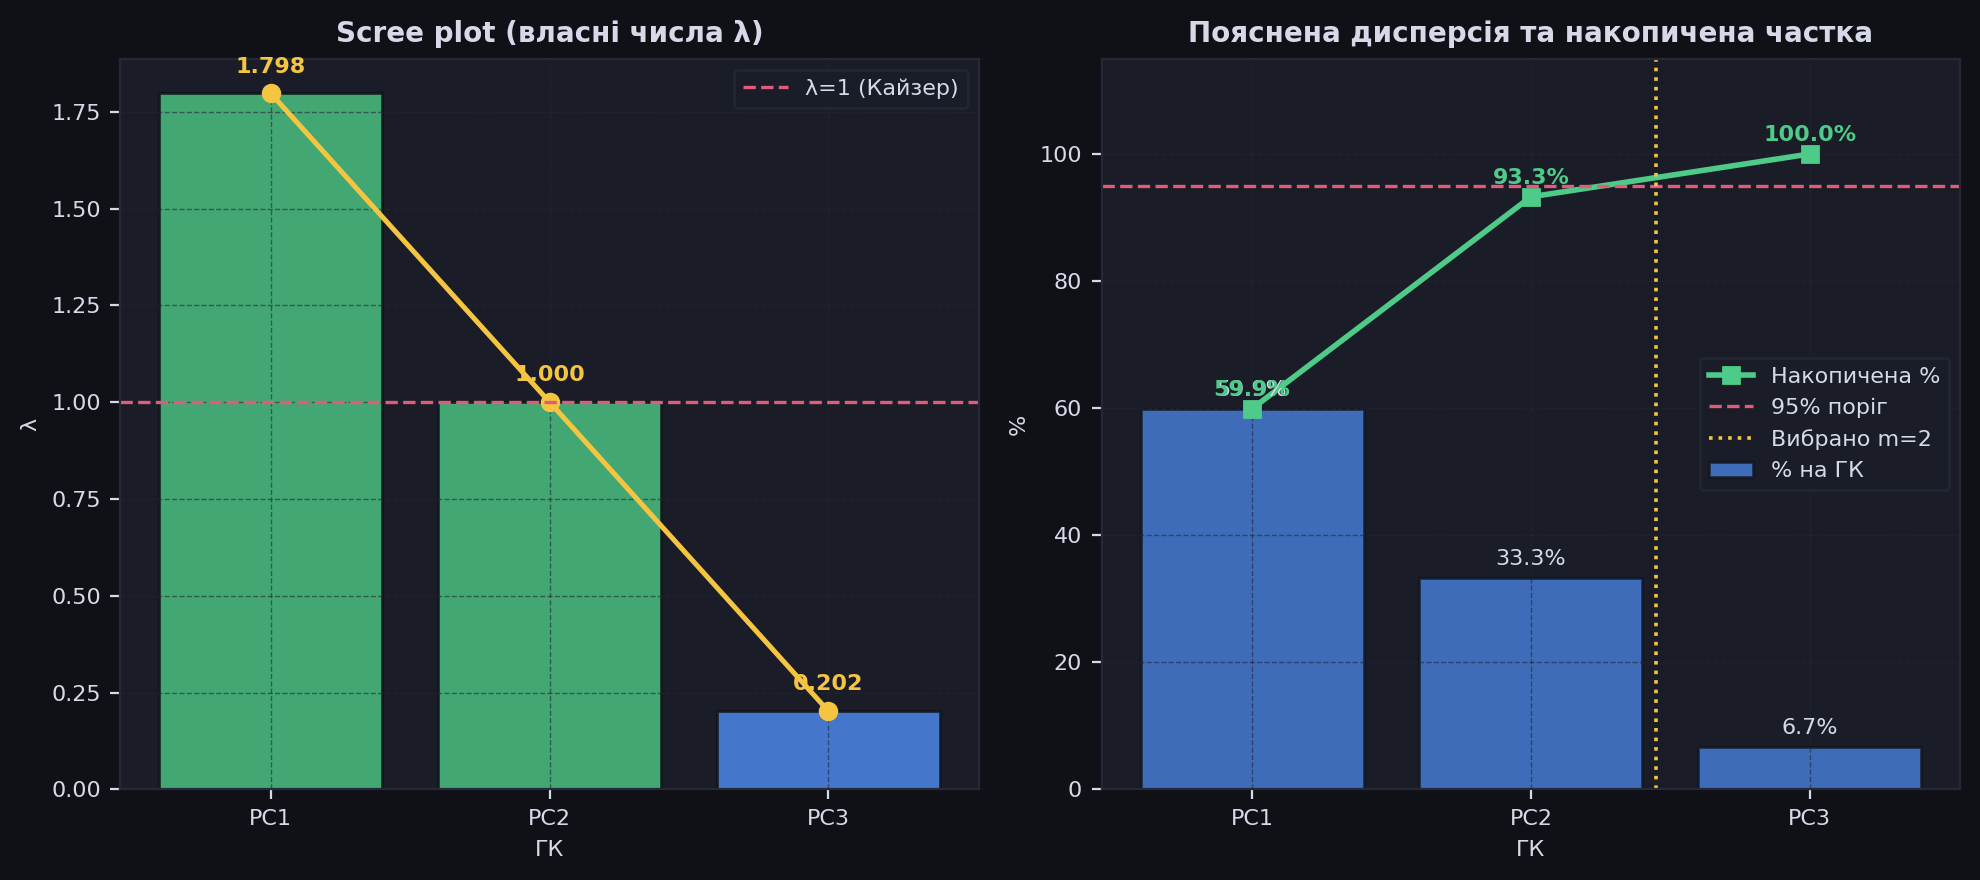 Scree plot (власні числа λ)
1.798
λ=1 (Кайзер)
1.75
1.50
1.25
1.000
1.00
0.75
0.50
0.202
0.25
0.00
λ
PC1
PC2
PC3
ГК
Пояснена дисперсія та накопичена частка
100.0%
100
93.3%
80
59.9%
59.9%
60
Накопичена %
95% поріг
Вибрано m=2
% на ГК
%
40
33.3%
20
6.7%
0
PC1
PC2
PC3
ГК